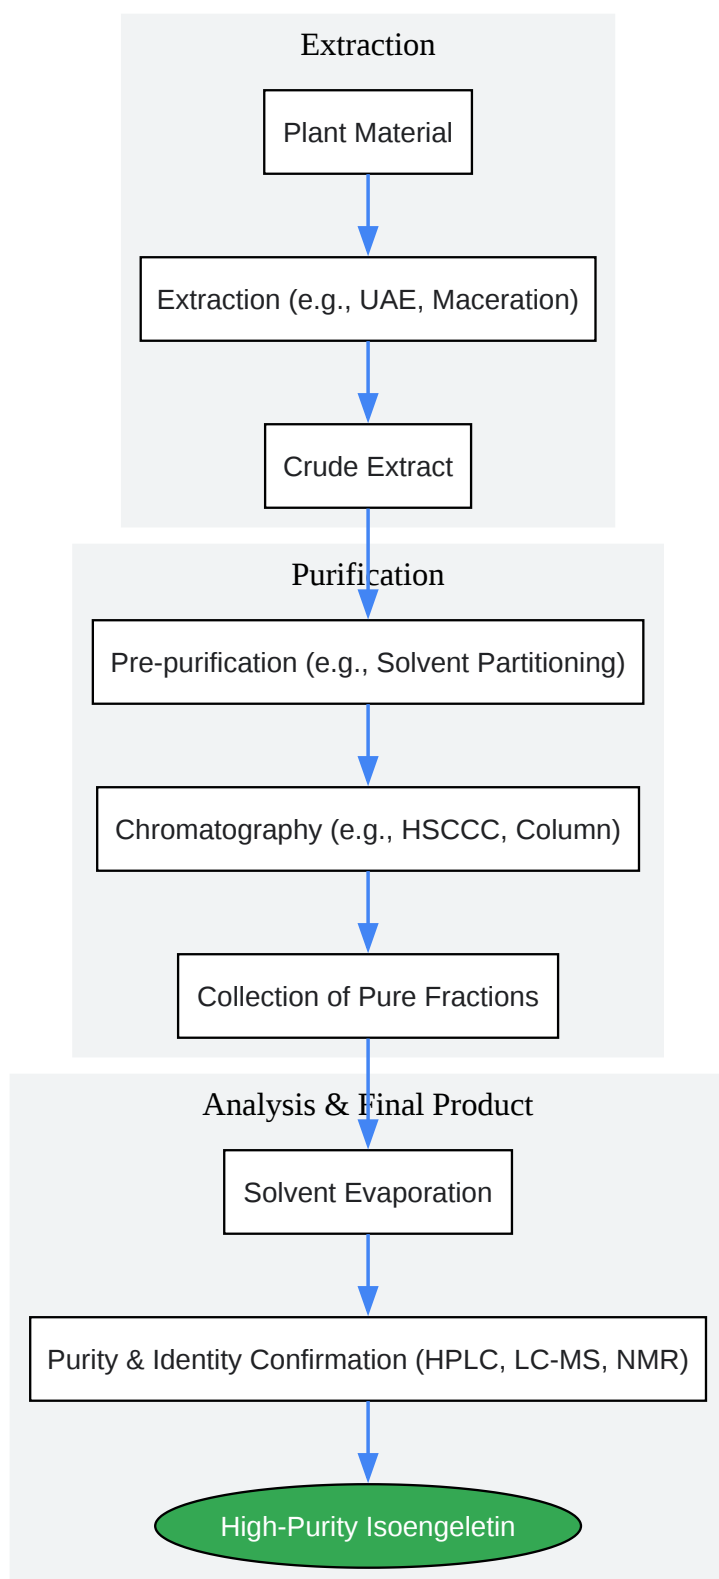 Extraction
Plant Material
Extraction (e.g., UAE, Maceration)
Crude Extract
Purification
Pre-purification (e.g., Solvent Partitioning)
Chromatography (e.g., HSCCC, Column)
Collection of Pure Fractions
Analysis & Final Product
Solvent Evaporation
Purity & Identity Confirmation (HPLC, LC-MS, NMR)
High-Purity Isoengeletin